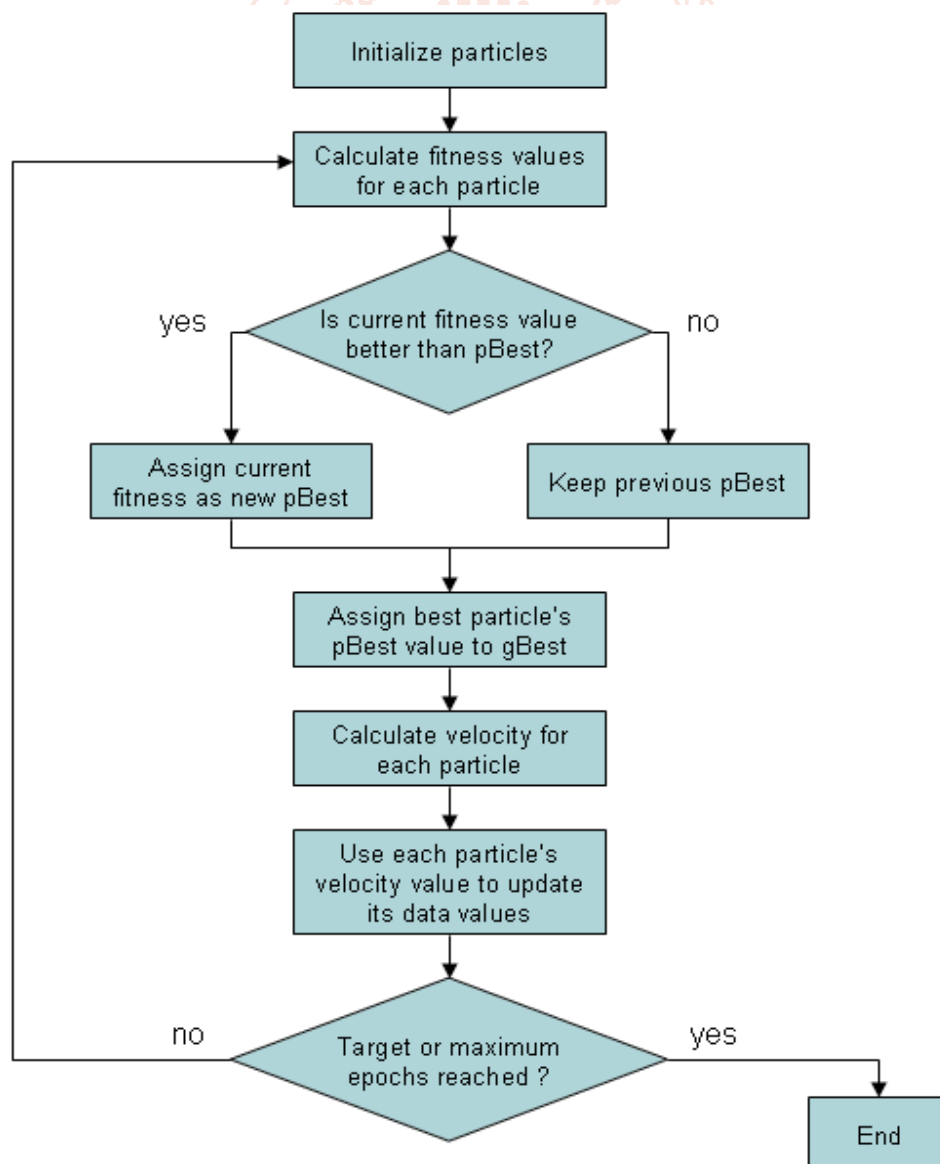 Initialize particles
Calculate fitness values
for each particle
yes
Is current fitness value
better than pBest?
no
Assign current
fitness as new pBest
Keep previous pBest
Assign best particle's
pBest value to gBest
Calculate velocity for
each particle
Use each particle's
velocity value to update
its data values
no
Target or maximum
epochs reached ?
yes
End